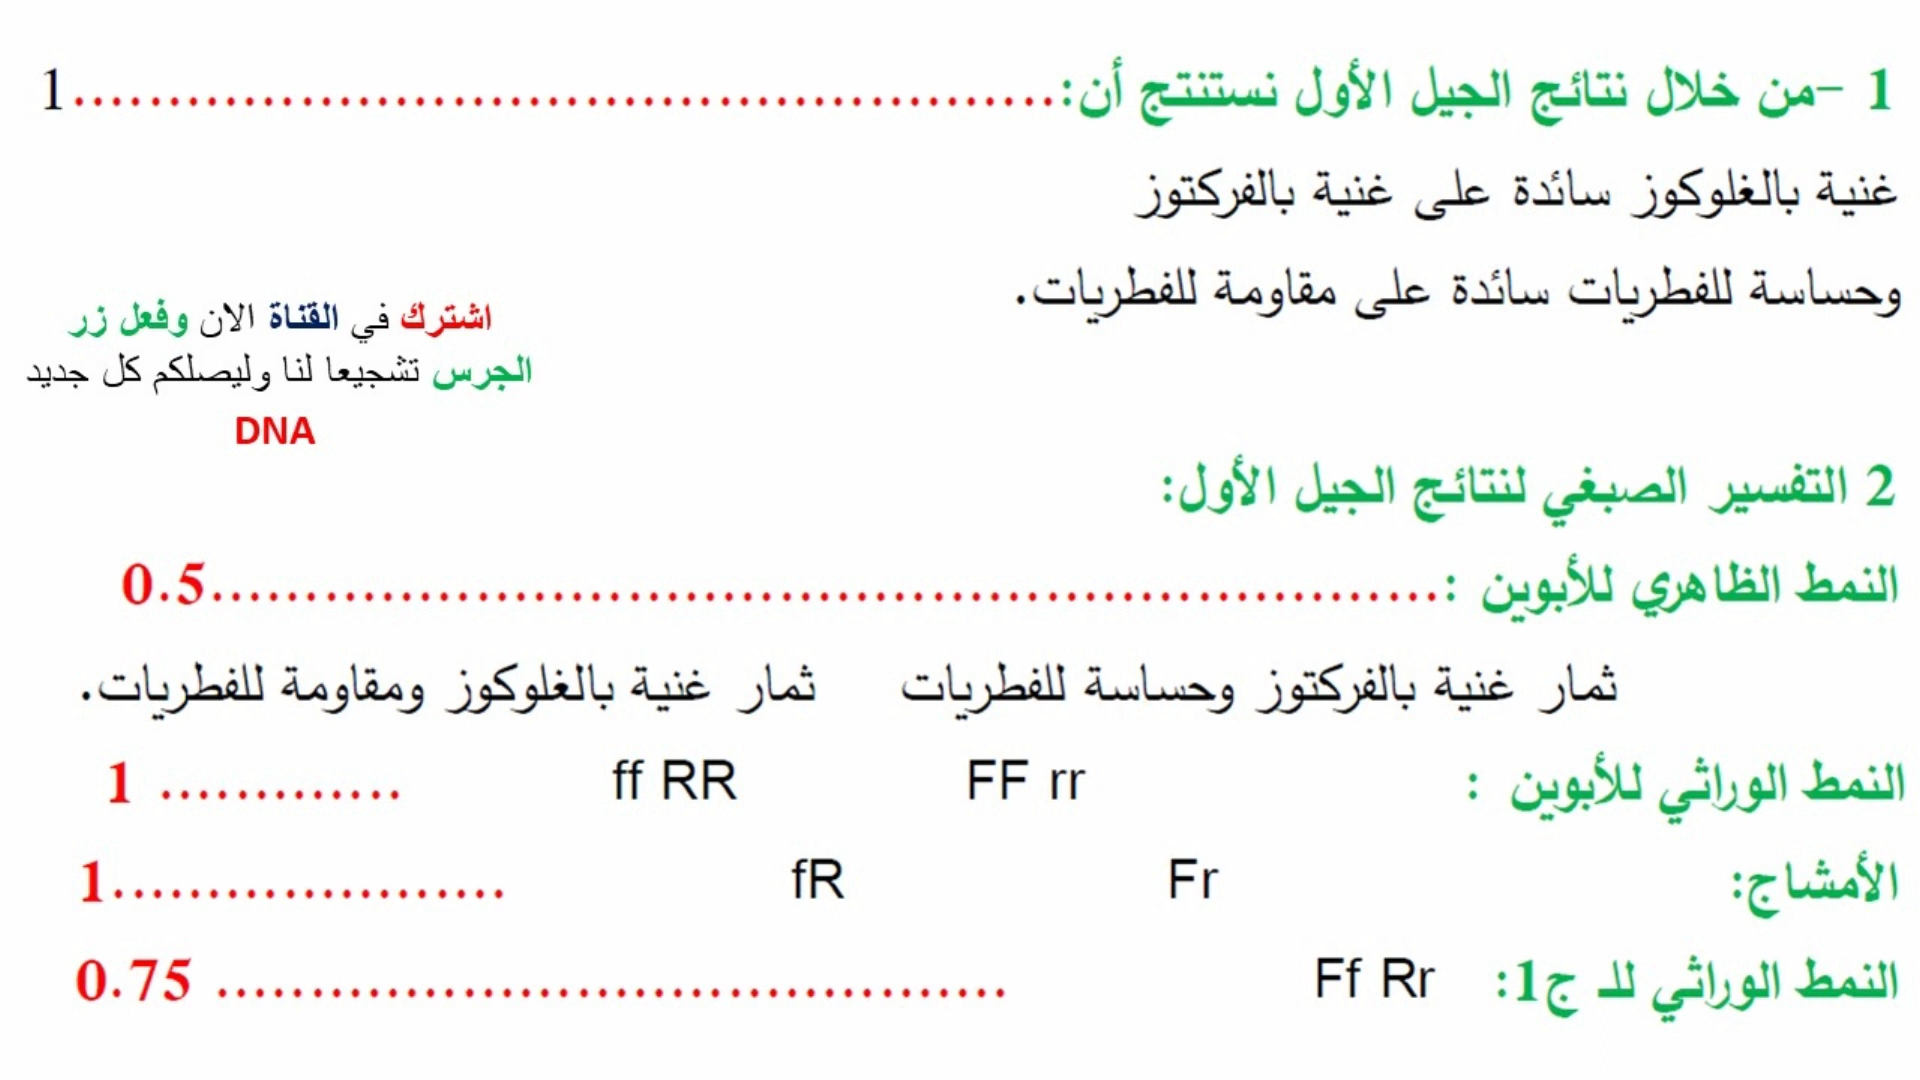 1 -من خلال نتائج الجيل الأول نستنتج أن:....................................................1
غنية بالغلوكوز سائدة على غنية بالفركتوز
وحساسة للفطريات سائدة على مقاومة للفطريات.
اشترك في القناة الان وفعل زر
الجرس تشجيعا لنا وليصلكم كل جديد
DNA
2 التفسير الصبغي لنتائج الجيل الأول:
النمط الظاهري للأبوين :......................................................................0.5
ثمار غنية بالفركتوز وحساسة للفطريات ثمار غنية بالغلوكوز ومقاومة للفطريات.
النمط الوراثي للأبوين : FF rr ff RR ............. 1
الأمشاج: Fr fR .....................1
النمط الوراثي للـ ج1: Ff Rr ......................................... 0.75